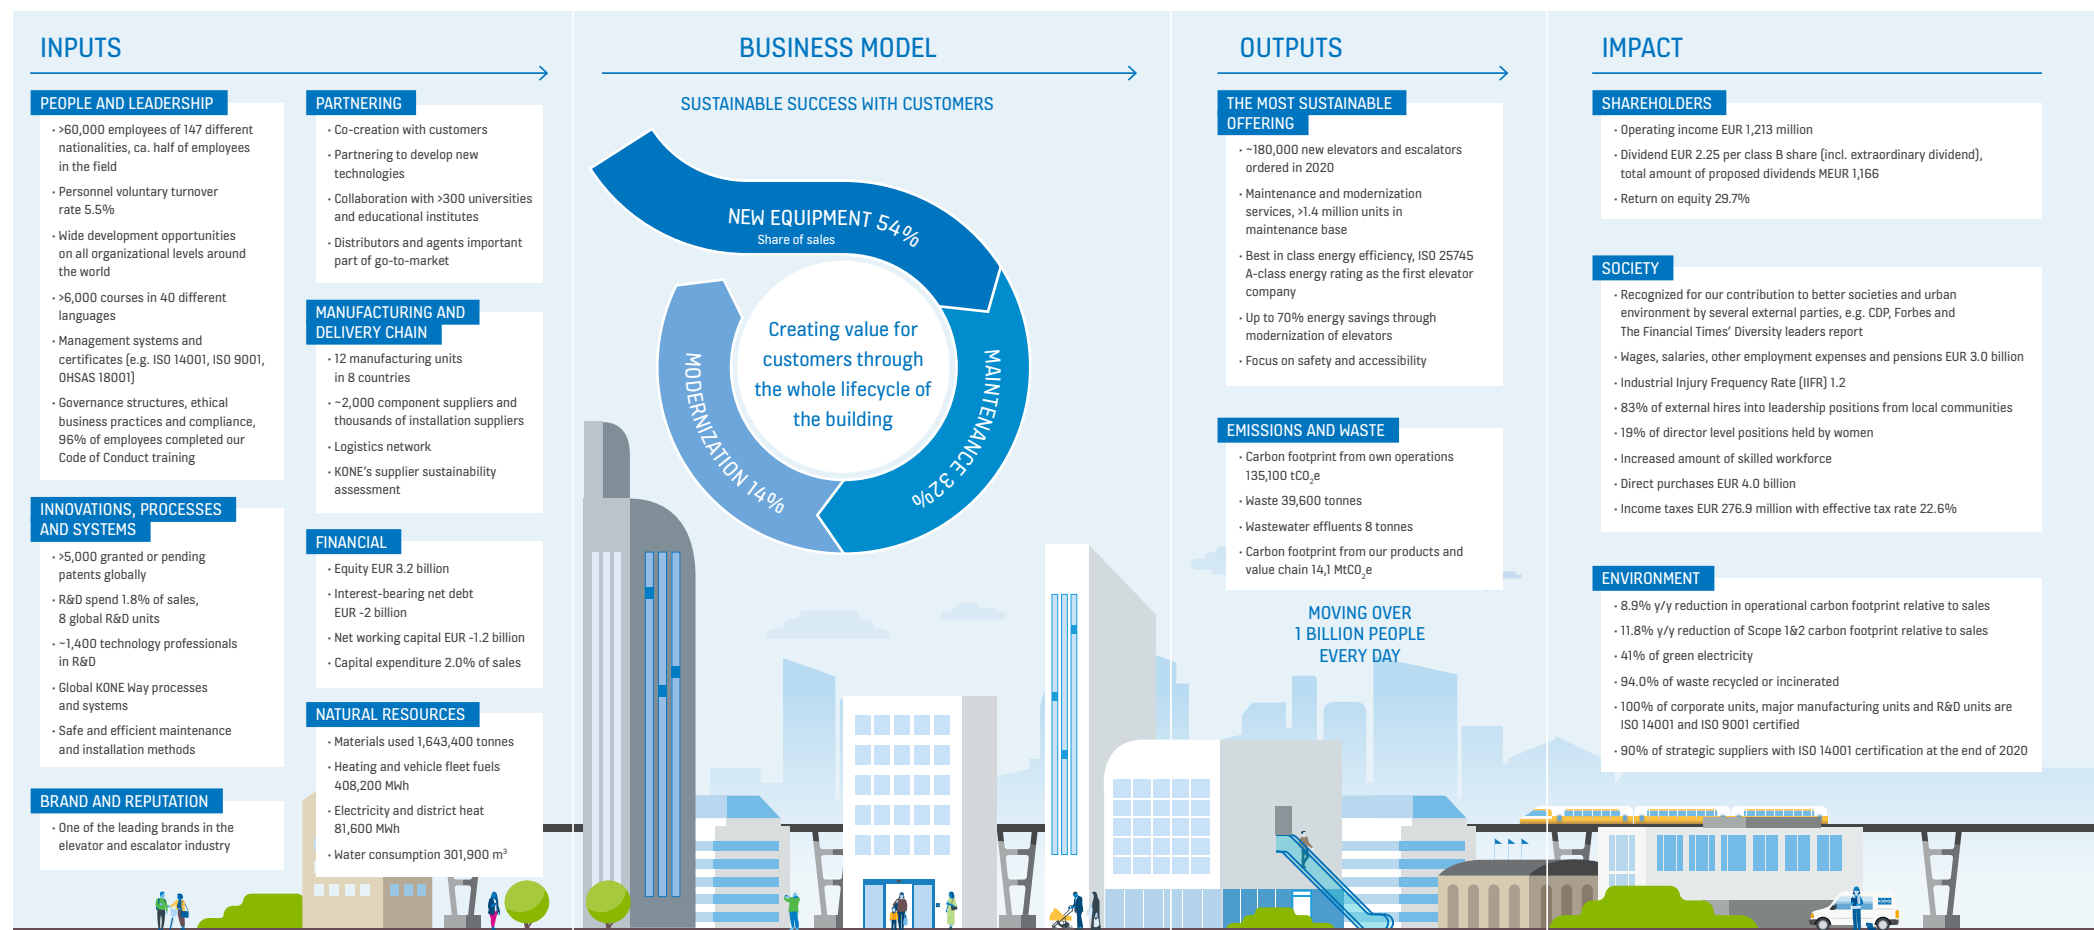 INPUTS
PEOPLE AND LEADERSHIP
· >60,000 employees of 147 different
nationalities, ca. half of employees
in the field
· Personnel voluntary turnover
rate 5.5%
· Wide development opportunities
on all organizational levels around
the world
· >6,000 courses in 40 different
languages
· Management systems and
certificates (e.g. ISO 14001, ISO 9001,
OHSAS 18001)
· Governance structures, ethical
business practices and compliance,
96% of employees completed our
Code of Conduct training
INNOVATIONS, PROCESSES
AND SYSTEMS
· >5,000 granted or pending
patents globally
· R&D spend 1.8% of sales,
8 global R&D units
· ~1,400 technology professionals
in R&D
· Global KONE Way processes
and systems
· Safe and efficient maintenance
and installation methods
BRAND AND REPUTATION
· One of the leading brands in the
elevator and escalator industry
PARTNERING
· Co-creation with customers
· Partnering to develop new
technologies
· Collaboration with >300 universities
and educational institutes
· Distributors and agents important
part of go-to-market
MANUFACTURING AND
DELIVERY CHAIN
· 12 manufacturing units
in 8 countries
· ~2,000 component suppliers and
thousands of installation suppliers
· Logistics network
· KONE's supplier sustainability
assessment
FINANCIAL
· Equity EUR 3.2 billion
· Interest-bearing net debt
EUR -2 billion
· Net working capital EUR -1.2 billion
· Capital expenditure 2.0% of sales
NATURAL RESOURCES
· Materials used 1,643,400 tonnes
· Heating and vehicle fleet fuels
408,200 MWh
· Electricity and district heat
81,600 MWh
· Water consumption 301,900 m³
BUSINESS MODEL
SUSTAINABLE SUCCESS WITH CUSTOMERS
NEW EQUIPMENT 54%
Share of sales
MAINTENANCE 32%
MODERNIZATION 14%
Creating value for
customers through
the whole lifecycle of
the building
OUTPUTS
THE MOST SUSTAINABLE
OFFERING
· ~180,000 new elevators and escalators
ordered in 2020
· Maintenance and modernization
services, >1.4 million units in
maintenance base
· Best in class energy efficiency, ISO 25745
A-class energy rating as the first elevator
company
· Up to 70% energy savings through
modernization of elevators
· Focus on safety and accessibility
EMISSIONS AND WASTE
· Carbon footprint from own operations
135,100 tCO₂e
· Waste 39,600 tonnes
· Wastewater effluents 8 tonnes
· Carbon footprint from our products and
value chain 14,1 MtCO₂e
MOVING OVER
1 BILLION PEOPLE
EVERY DAY
IMPACT
SHAREHOLDERS
· Operating income EUR 1,213 million
· Dividend EUR 2.25 per class B share (incl. extraordinary dividend),
total amount of proposed dividends MEUR 1,166
· Return on equity 29.7%
SOCIETY
· Recognized for our contribution to better societies and urban
environment by several external parties, e.g. CDP, Forbes and
The Financial Times' Diversity leaders report
· Wages, salaries, other employment expenses and pensions EUR 3.0 billion
· Industrial Injury Frequency Rate (IIFR) 1.2
· 83% of external hires into leadership positions from local communities
· 19% of director level positions held by women
· Increased amount of skilled workforce
· Direct purchases EUR 4.0 billion
· Income taxes EUR 276.9 million with effective tax rate 22.6%
ENVIRONMENT
· 8.9% y/y reduction in operational carbon footprint relative to sales
· 11.8% y/y reduction of Scope 1&2 carbon footprint relative to sales
· 41% of green electricity
· 94.0% of waste recycled or incinerated
· 100% of corporate units, major manufacturing units and R&D units are
ISO 14001 and ISO 9001 certified
· 90% of strategic suppliers with ISO 14001 certification at the end of 2020